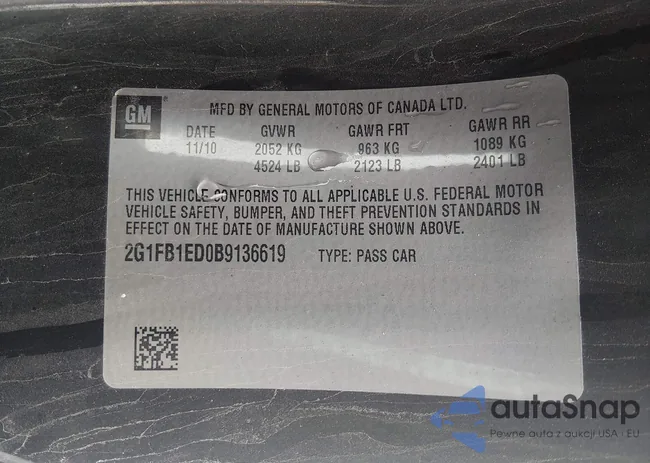 GM
MFD BY GENERAL MOTORS OF CANADA LTD.
DATE GVWR GAWR FRT GAWR RR
11/10 2052 KG 963 KG 1089 KG
4524 LB 2123 LB 2401 LB
THIS VEHICLE CONFORMS TO ALL APPLICABLE U.S. FEDERAL MOTOR
VEHICLE SAFETY, BUMPER, AND THEFT PREVENTION STANDARDS IN
EFFECT ON THE DATE OF MANUFACTURE SHOWN ABOVE.
2G1FB1ED0B9136619 TYPE: PASS CAR
autaSnap
Pewne auta z aukcji USA i EU